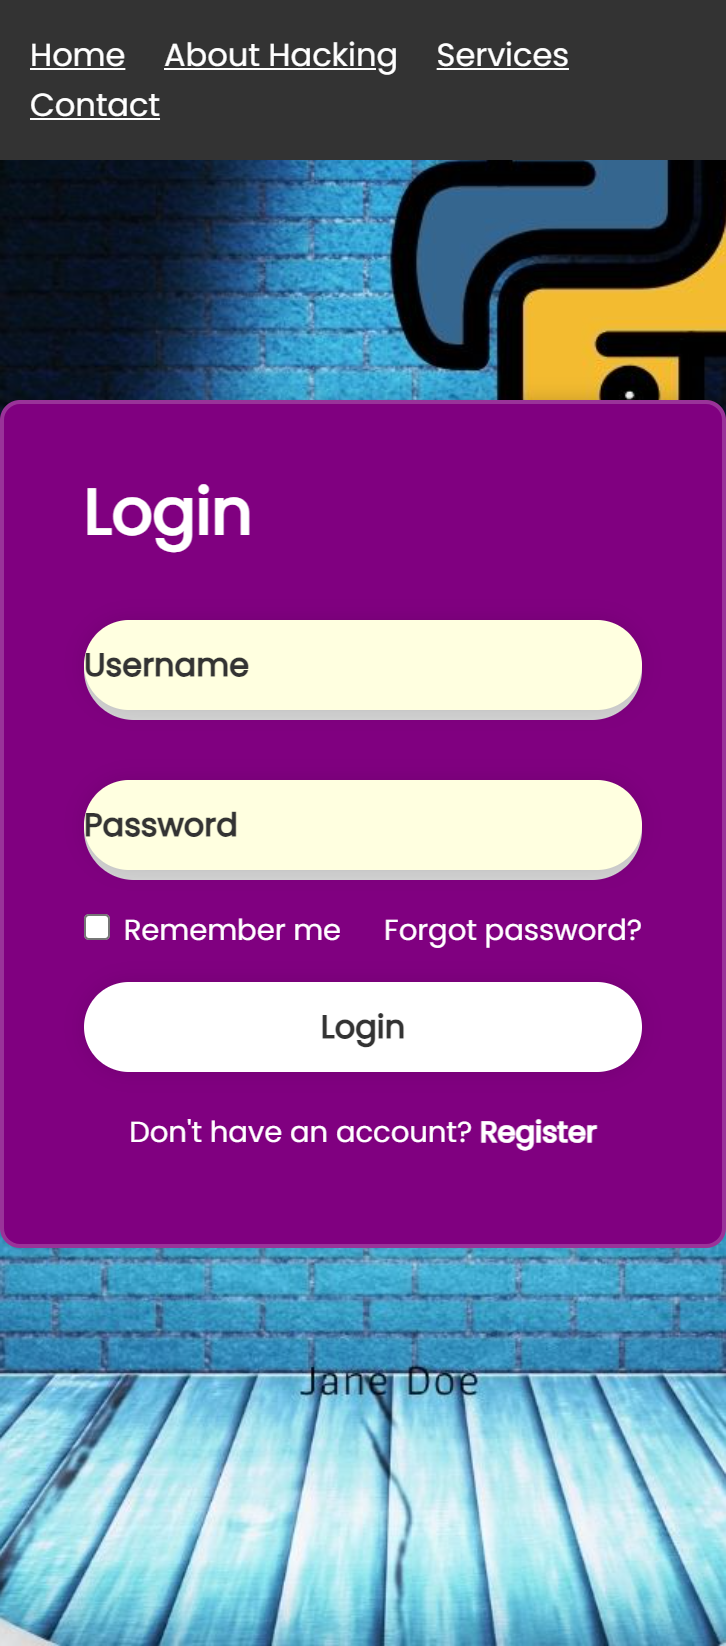 Home About Hacking Services
Contact
Login
Username
Password
Remember me Forgot password?
Login
Don't have an account? Register
Jane Doe